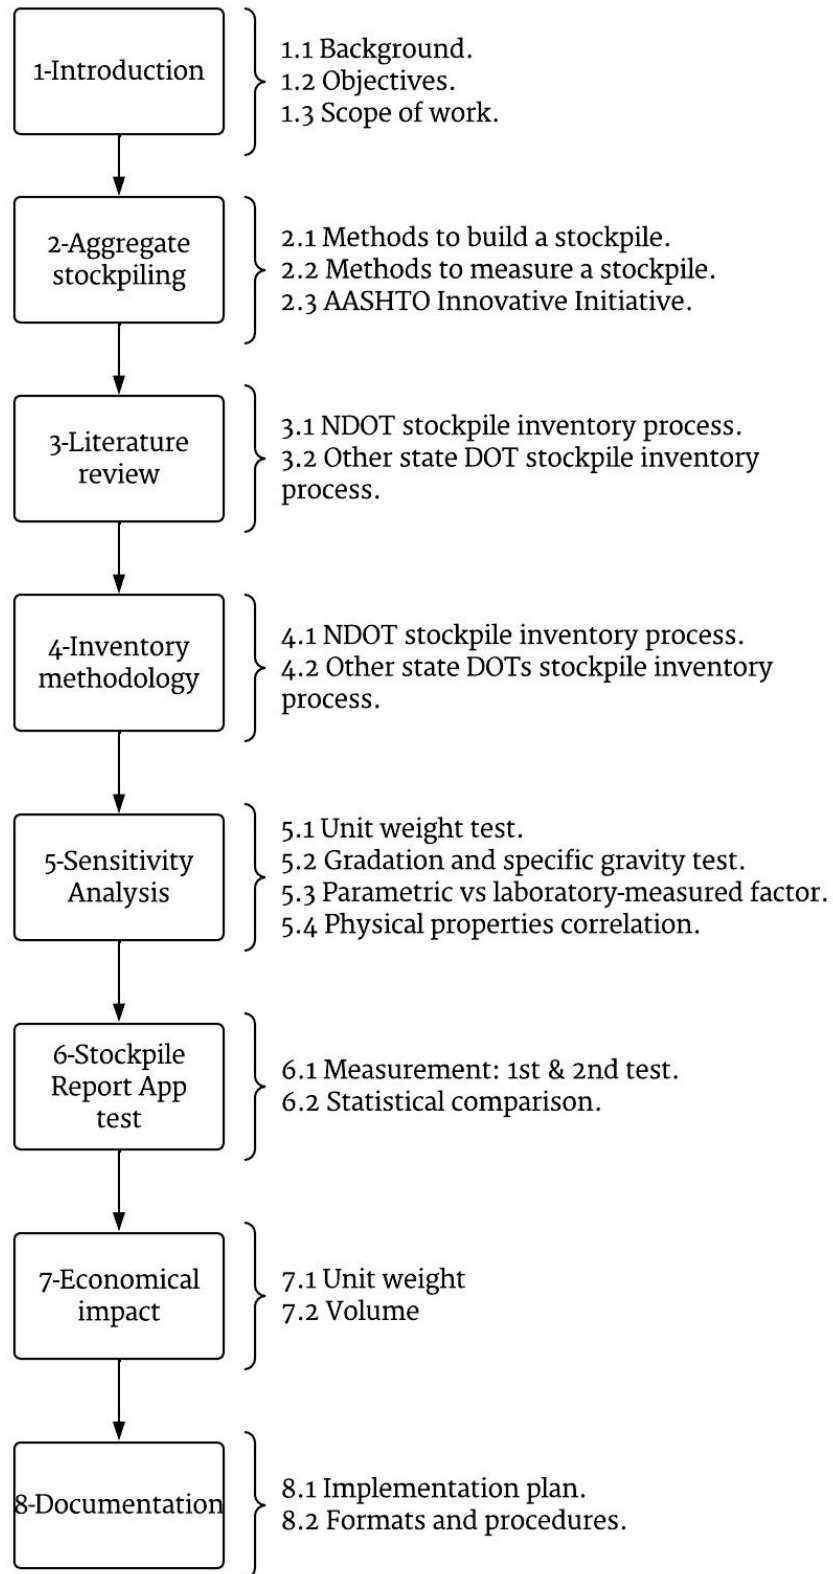 1-Introduction
1.1 Background.
1.2 Objectives.
1.3 Scope of work.
2-Aggregate
stockpiling
2.1 Methods to build a stockpile.
2.2 Methods to measure a stockpile.
2.3 AASHTO Innovative Initiative.
3-Literature
review
3.1 NDOT stockpile inventory process.
3.2 Other state DOT stockpile inventory
process.
4-Inventory
methodology
4.1 NDOT stockpile inventory process.
4.2 Other state DOTs stockpile inventory
process.
5-Sensitivity
Analysis
5.1 Unit weight test.
5.2 Gradation and specific gravity test.
5.3 Parametric vs laboratory-measured factor.
5.4 Physical properties correlation.
6-Stockpile
Report App
test
6.1 Measurement: 1st & 2nd test.
6.2 Statistical comparison.
7-Economical
impact
7.1 Unit weight
7.2 Volume
8-Documentation
8.1 Implementation plan.
8.2 Formats and procedures.